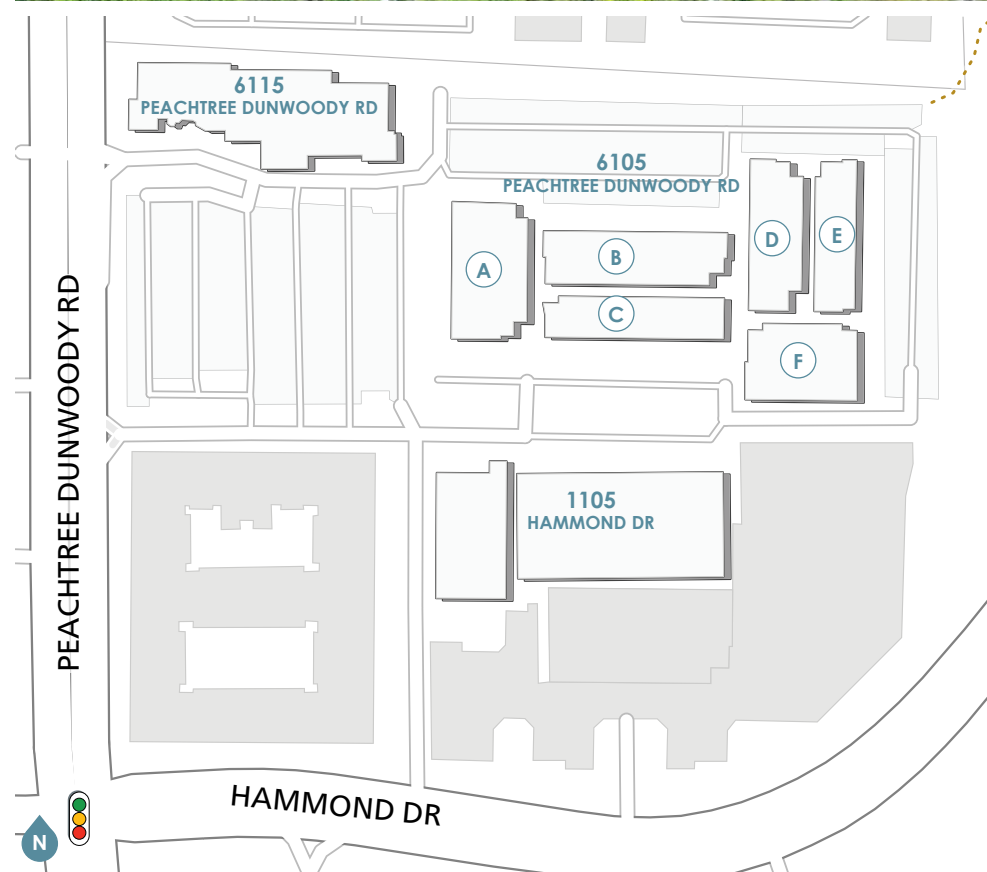 6115
PEACHTREE DUNWOODY RD
6105
PEACHTREE DUNWOODY RD
A
B
C
D
E
F
PEACHTREE DUNWOODY RD
1105
HAMMOND DR
HAMMOND DR
N